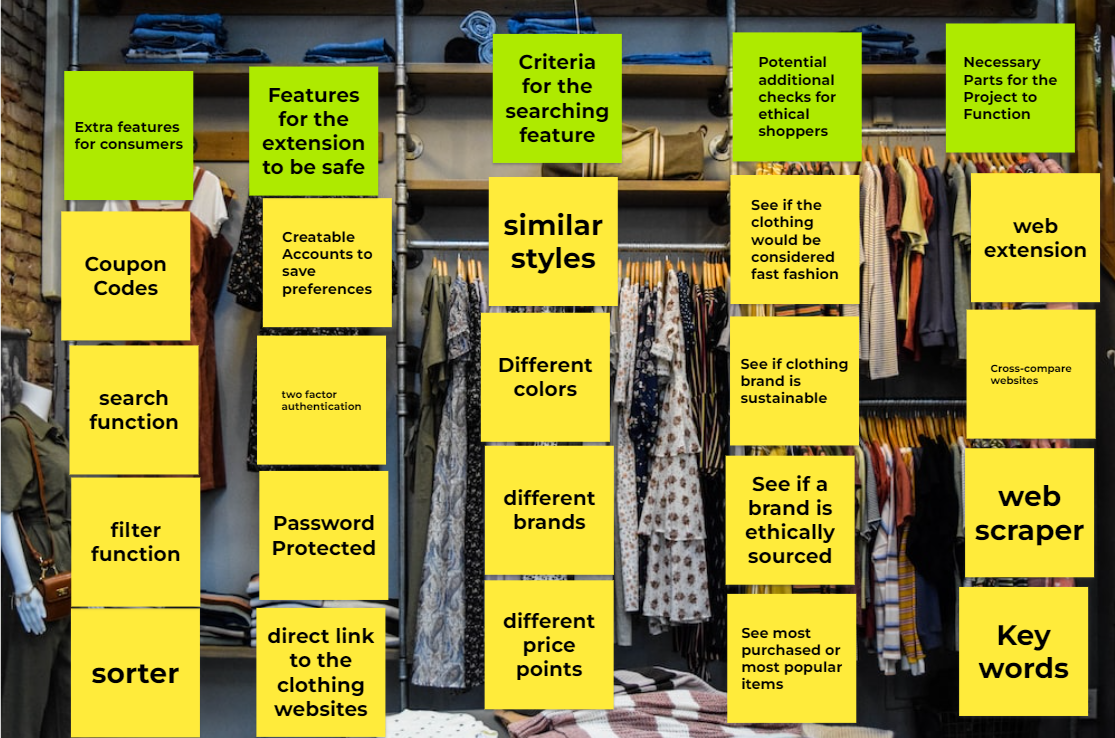 Extra features
for consumers
Coupon
Codes
search
function
filter
function
sorter
Features
for the
extension
to be safe
Creatable
Accounts to
save
preferences
two factor
authentication
Password
Protected
direct link
to the
clothing
websites
Criteria
for the
searching
feature
similar
styles
Different
colors
different
brands
different
price
points
Potential
additional
checks for
ethical
shoppers
See if the
clothing
would be
considered
fast fashion
See if clothing
brand is
sustainable
See if a
brand is
ethically
sourced
See most
purchased or
most popular
items
Necessary
Parts for the
Project to
Function
web
extension
Cross-compare
websites
web
scraper
Key
words